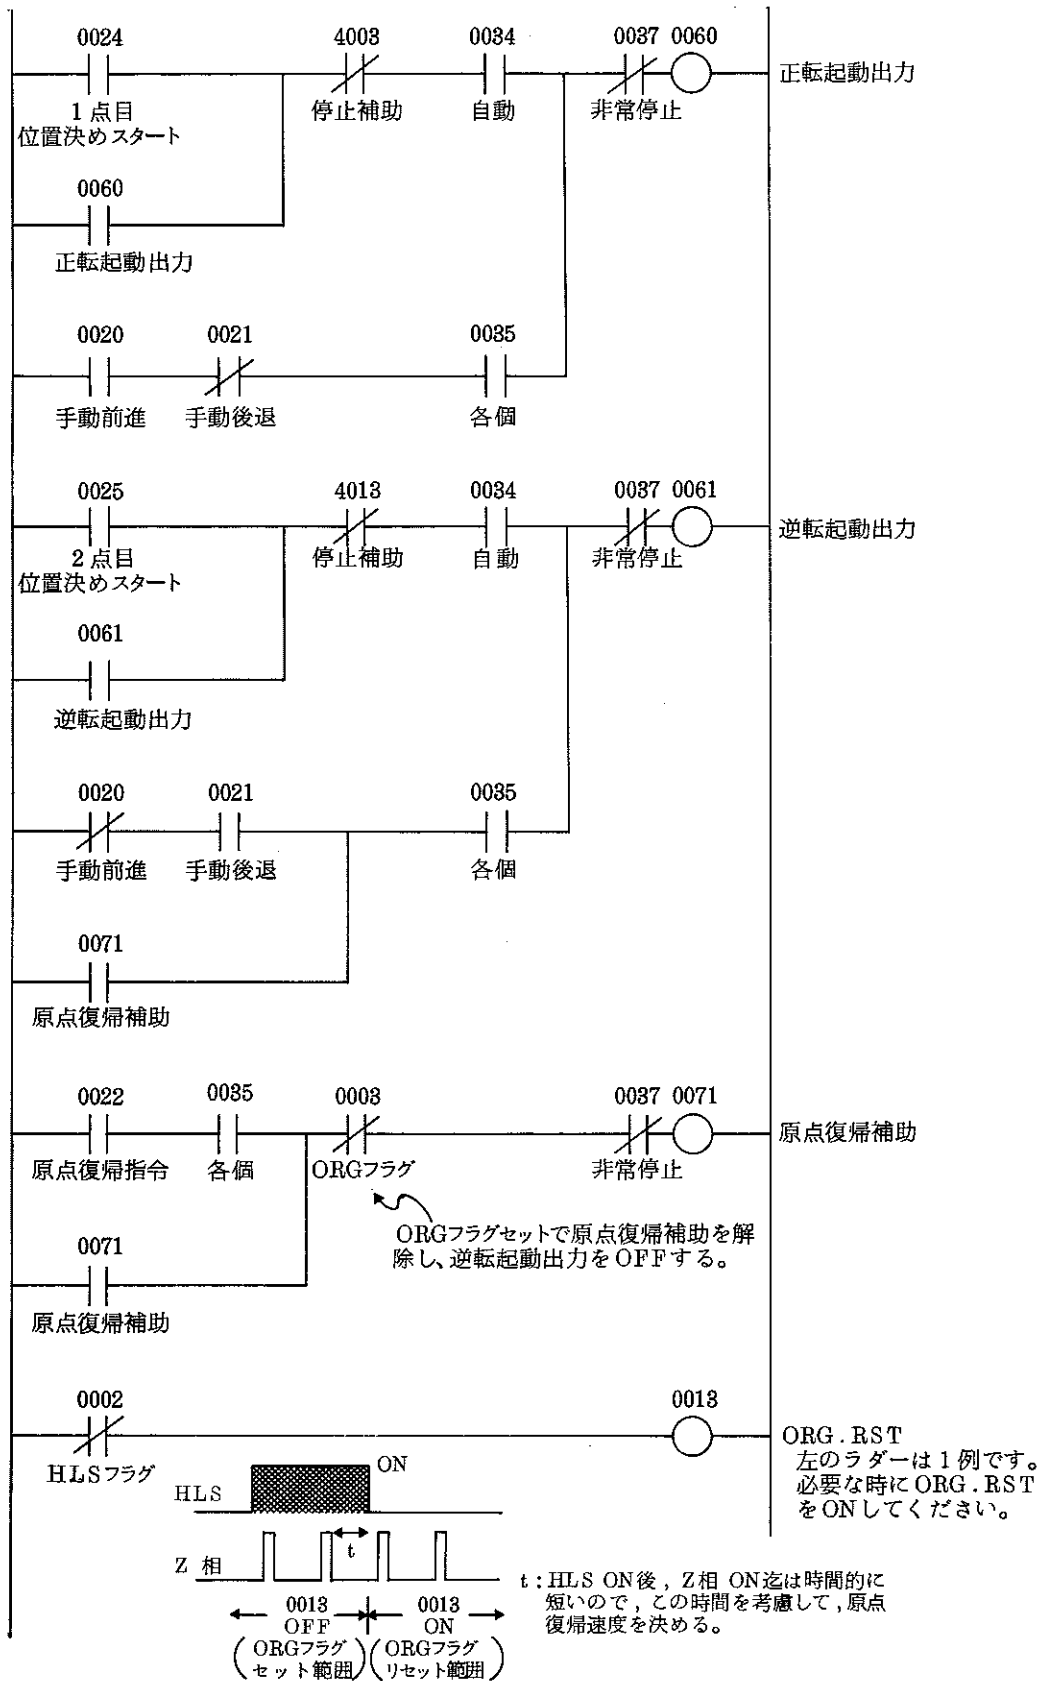 0024 4003 0034 0037 0060
正転起動出力
1点目 停止補助 自動 非常停止
位置決めスタート
0060
正転起動出力
0020 0021 0035
手動前進 手動後退 各個
0025 4013 0034 0037 0061
逆転起動出力
2点目 停止補助 自動 非常停止
位置決めスタート
0061
逆転起動出力
0020 0021 0035
手動前進 手動後退 各個
0071
原点復帰補助
0022 0035 0003 0037 0071
原点復帰補助
原点復帰指令 各個 ORGフラグ 非常停止
ORGフラグセットで原点復帰補助を解
除し、逆転起動出力をOFFする。
0071
原点復帰補助
0002 0013
HLSフラグ
ORG.RST
左のラダーは1例です。
必要な時にORG.RST
をONしてください。
ON
HLS
t
Z 相
t:HLS ON後,Z相 ON迄は時間的に
短いので,この時間を考慮して,原点
復帰速度を決める。
0013 0013
OFF ON
(ORGフラグ セット範囲) (ORGフラグ リセット範囲)